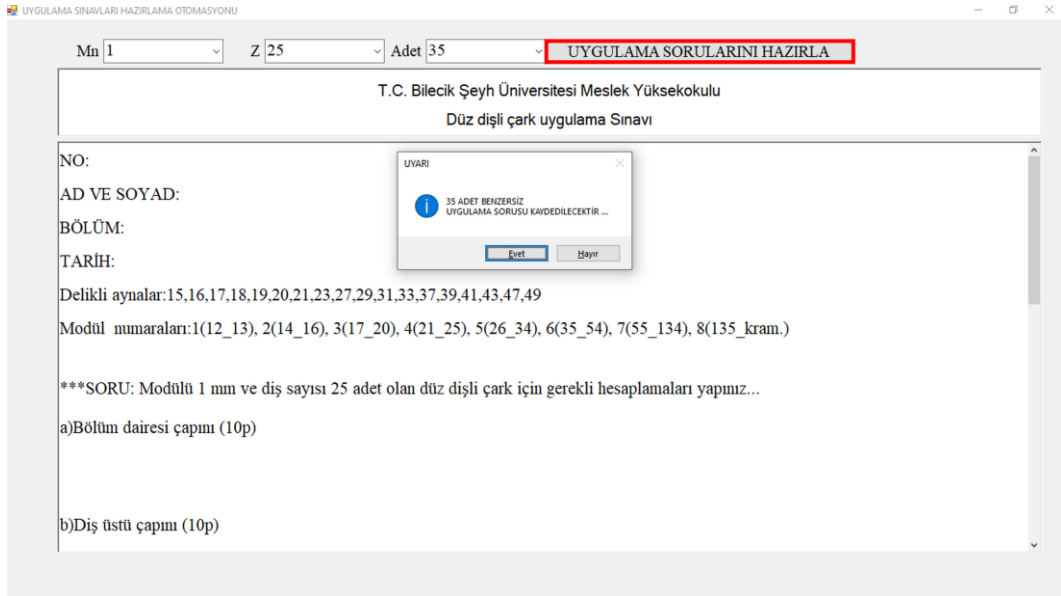 UYGULAMA SINAVLARI HAZIRLAMA OTOMASYONU
Mn 1 Z 25 Adet 35 UYGULAMA SORULARINI HAZIRLA
T.C. Bilecik Şeyh Üniversitesi Meslek Yüksekokulu
Düz dişli çark uygulama Sınavı
NO:
AD VE SOYAD:
BÖLÜM:
TARİH:
UYARI
35 ADET BENZERSİZ
UYGULAMA SORUSU KAYDEDİLECEKTİR ...
Evet Hayır
Delikli aynalar:15,16,17,18,19,20,21,23,27,29,31,33,37,39,41,43,47,49
Modül numaraları:1(12_13), 2(14_16), 3(17_20), 4(21_25), 5(26_34), 6(35_54), 7(55_134), 8(135_kram.)
***SORU: Modülü 1 mm ve diş sayısı 25 adet olan düz dişli çark için gerekli hesaplamaları yapınız...
a)Bölüm dairesi çapını (10p)
b)Diş üstü çapını (10p)